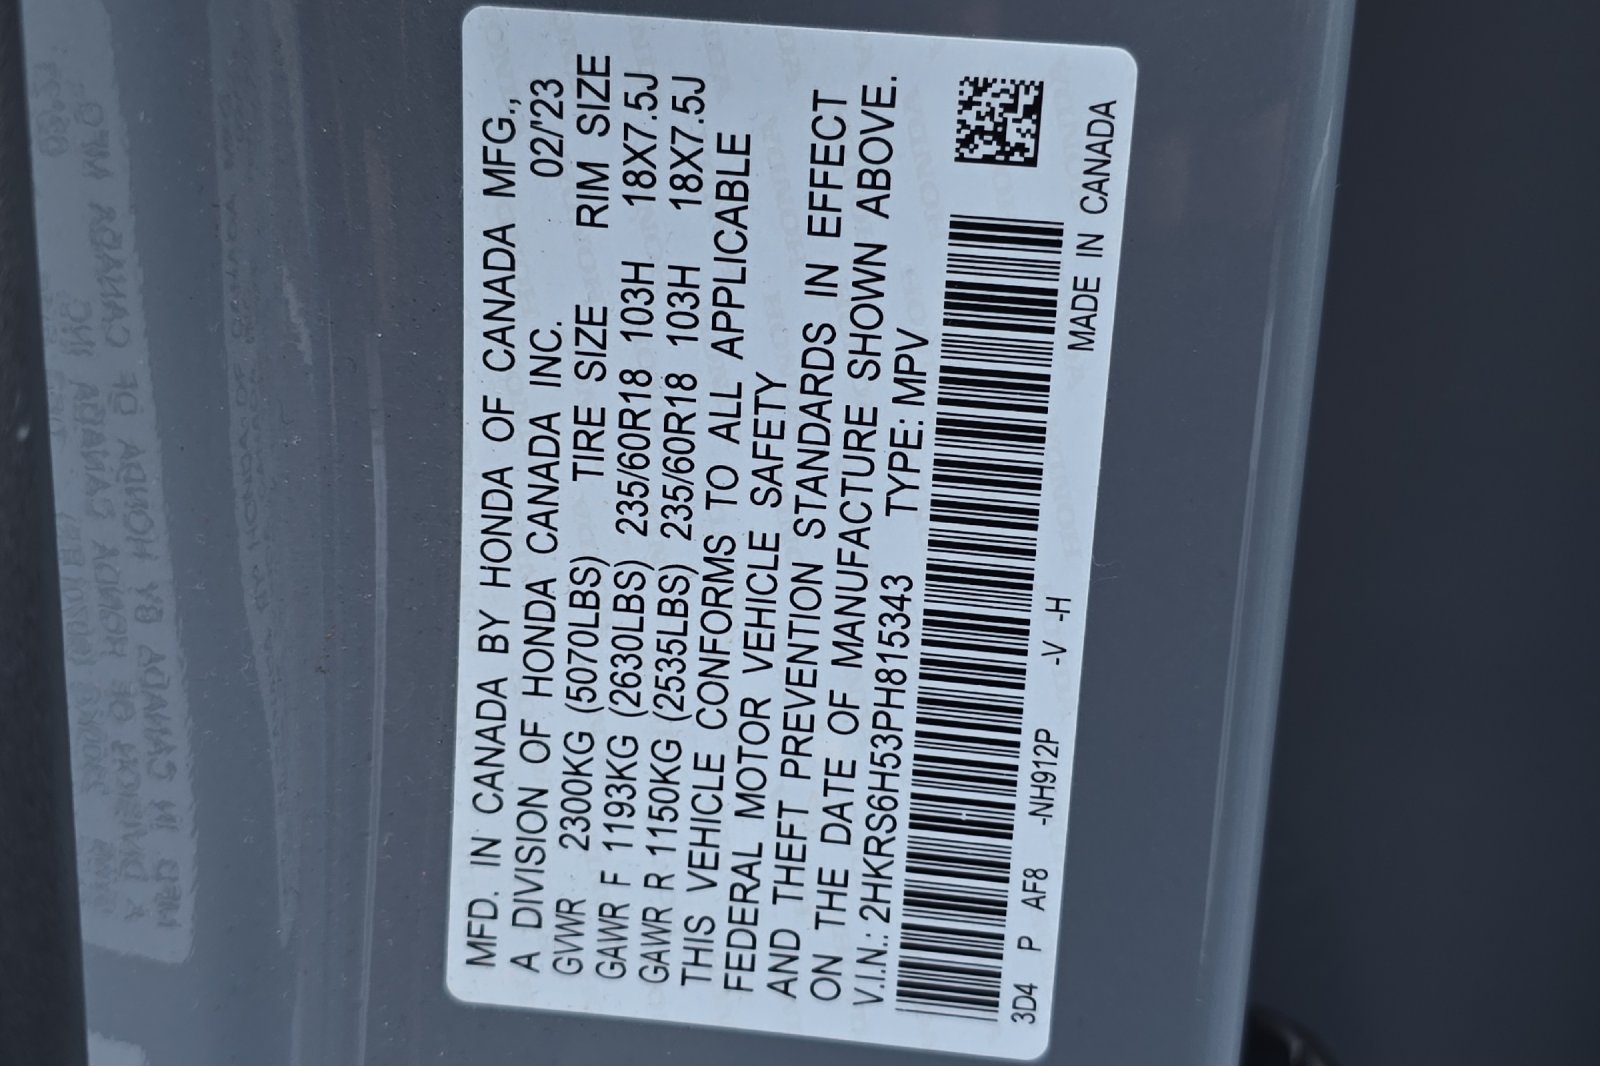 MFD. IN CANADA BY HONDA OF CANADA MFG.,
A DIVISION OF HONDA CANADA INC. 02/'23
GVWR 2300KG (5070LBS) TIRE SIZE RIM SIZE
GAWR F 1193KG (2630LBS) 235/60R18 103H 18X7.5J
GAWR R 1150KG (2535LBS) 235/60R18 103H 18X7.5J
THIS VEHICLE CONFORMS TO ALL APPLICABLE
FEDERAL MOTOR VEHICLE SAFETY
AND THEFT PREVENTION STANDARDS IN EFFECT
ON THE DATE OF MANUFACTURE SHOWN ABOVE.
V.I.N.: 2HKRS6H53PH815343 TYPE: MPV
3D4 P AF8 -NH912P -V -H MADE IN CANADA